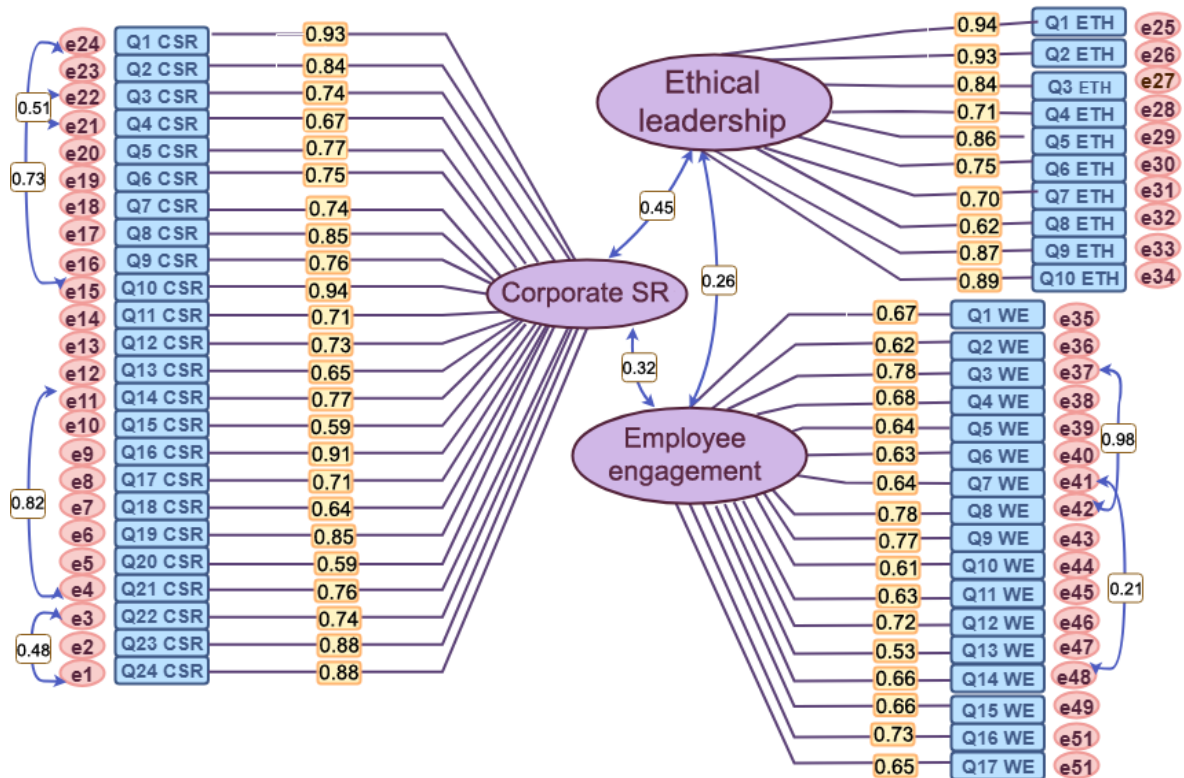 e24 Q1 CSR 0.93
e23 Q2 CSR 0.84
e22 Q3 CSR 0.74
0.51
e21 Q4 CSR 0.67
e20 Q5 CSR 0.77
0.73
e19 Q6 CSR 0.75
e18 Q7 CSR 0.74
e17 Q8 CSR 0.85
e16 Q9 CSR 0.76
e15 Q10 CSR 0.94
e14 Q11 CSR 0.71
e13 Q12 CSR 0.73
e12 Q13 CSR 0.65
e11 Q14 CSR 0.77
e10 Q15 CSR 0.59
e9 Q16 CSR 0.91
e8 Q17 CSR 0.71
0.82
e7 Q18 CSR 0.64
e6 Q19 CSR 0.85
e5 Q20 CSR 0.59
e4 Q21 CSR 0.76
e3 Q22 CSR 0.74
0.48
e2 Q23 CSR 0.88
e1 Q24 CSR 0.88
Corporate SR
0.45
0.26
0.32
Ethical
leadership
0.94 Q1 ETH e25
0.93 Q2 ETH e26
0.84 Q3 ETH e27
0.71 Q4 ETH e28
0.86 Q5 ETH e29
0.75 Q6 ETH e30
0.70 Q7 ETH e31
0.62 Q8 ETH e32
0.87 Q9 ETH e33
0.89 Q10 ETH e34
Employee
engagement
0.67 Q1 WE e35
0.62 Q2 WE e36
0.78 Q3 WE e37
0.68 Q4 WE e38
0.64 Q5 WE e39
0.98
0.63 Q6 WE e40
0.64 Q7 WE e41
0.78 Q8 WE e42
0.77 Q9 WE e43
0.61 Q10 WE e44
0.63 Q11 WE e45
0.21
0.72 Q12 WE e46
0.53 Q13 WE e47
0.66 Q14 WE e48
0.66 Q15 WE e49
0.73 Q16 WE e51
0.65 Q17 WE e51